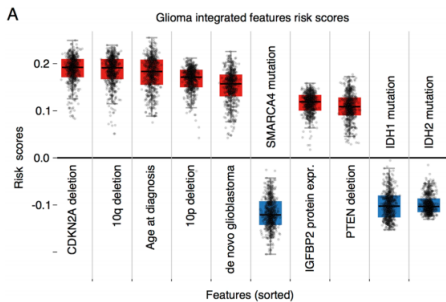 A
Glioma integrated features risk scores
0.2
0.1
0.0
-0.1
Risk scores
CDKN2A deletion
10q deletion
Age at diagnosis
10p deletion
de novo glioblastoma
SMARCA4 mutation
IGFBP2 protein expr.
PTEN deletion
IDH1 mutation
IDH2 mutation
Features (sorted)